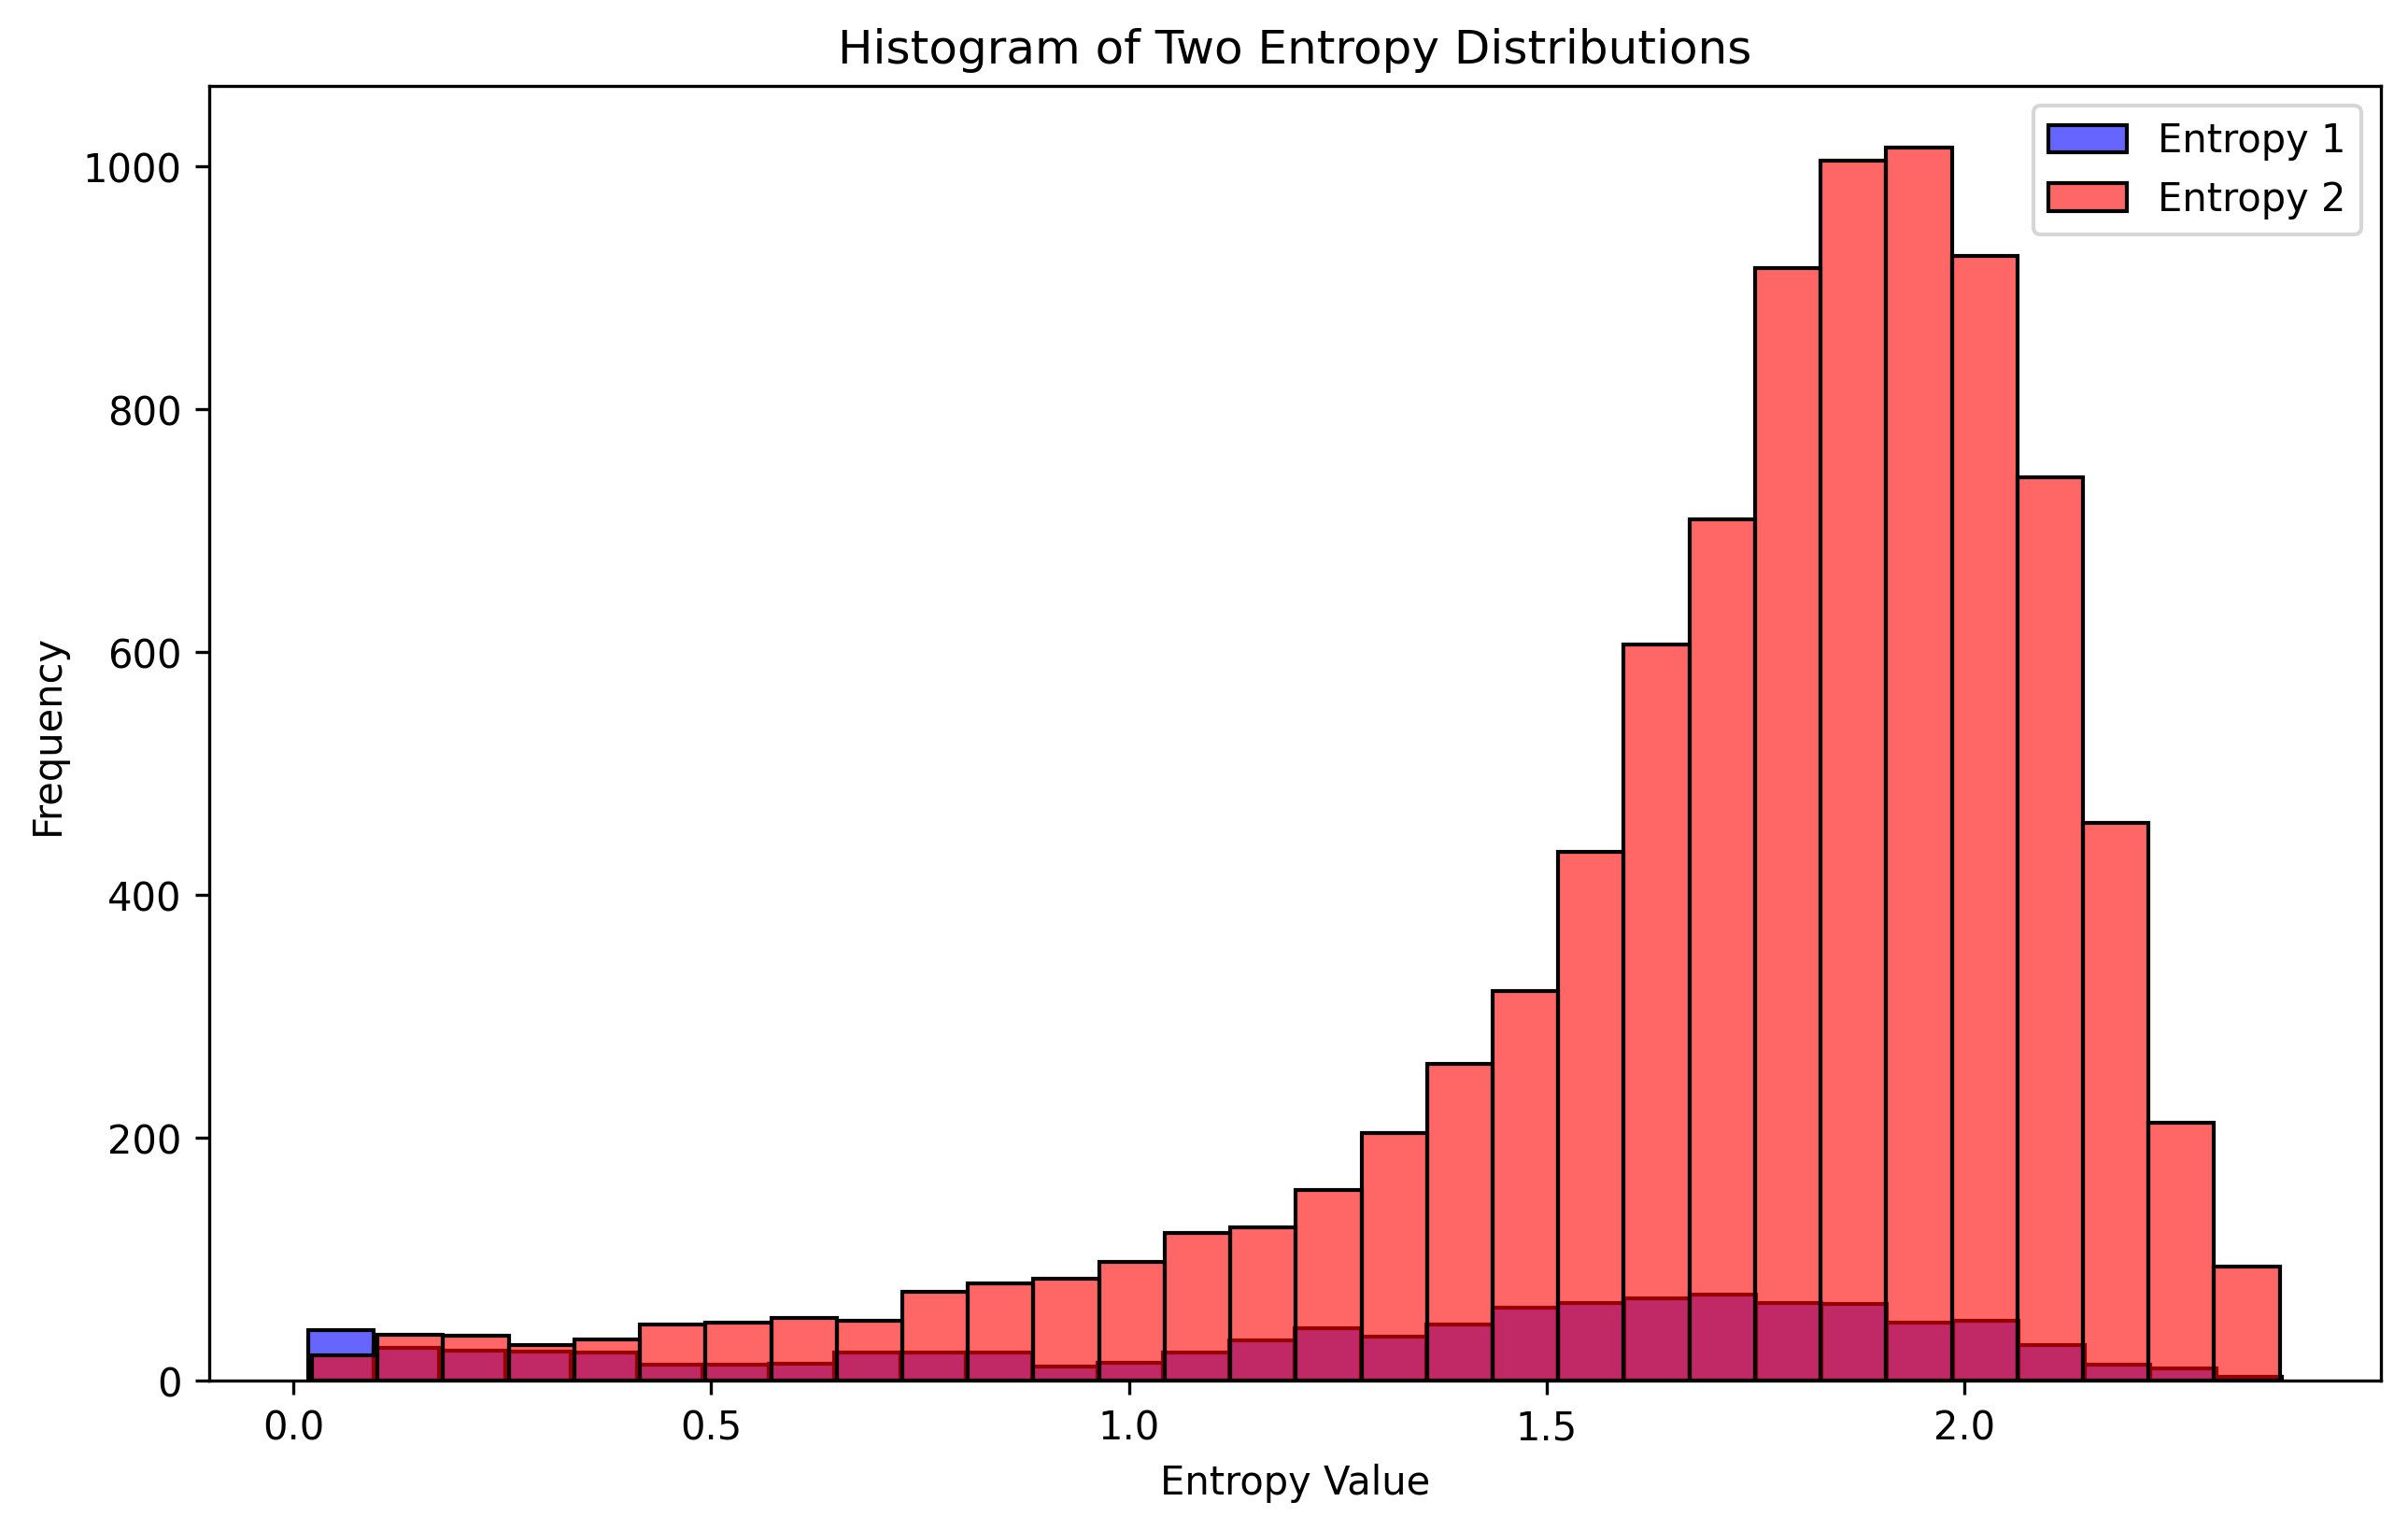 Histogram of Two Entropy Distributions
Entropy 1
Entropy 2
Frequency
1000
800
600
400
200
0
0.0 0.5 1.0 1.5 2.0
Entropy Value